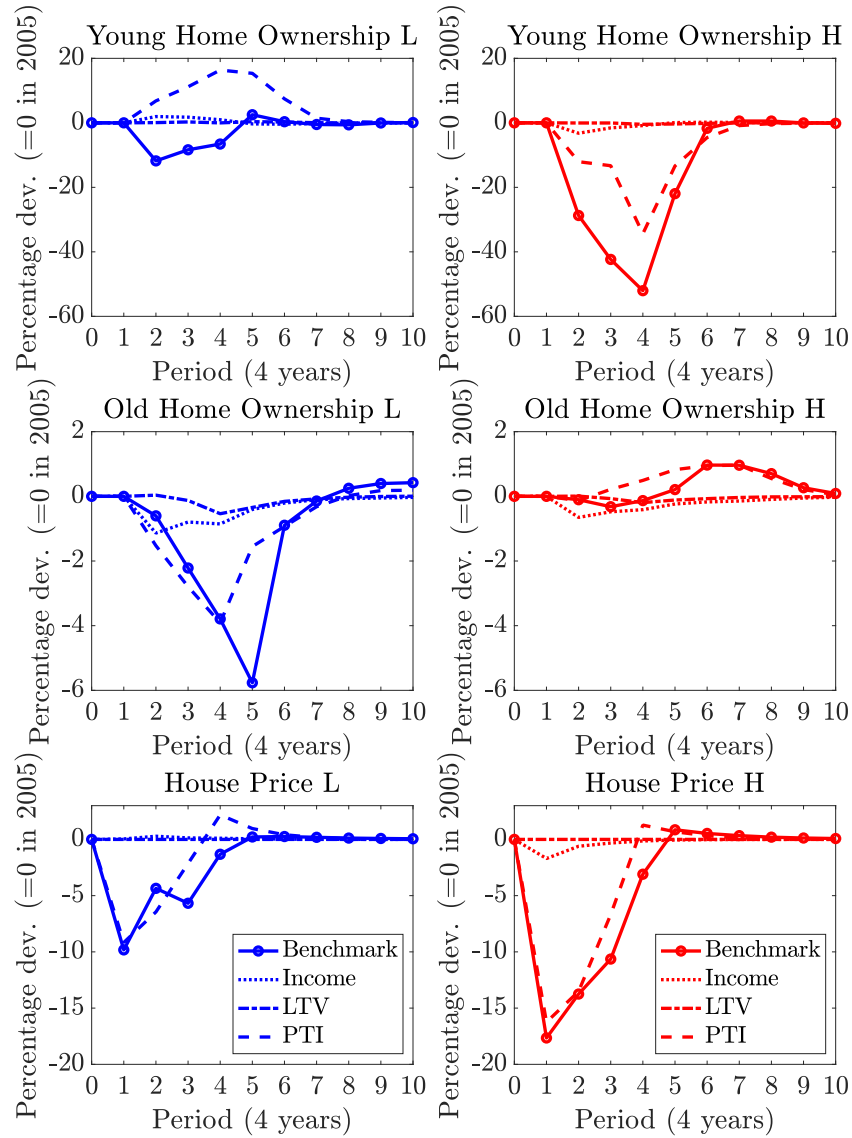 Young Home Ownership L
Percentage dev. (=0 in 2005)
20
0
-20
-40
-60
0 1 2 3 4 5 6 7 8 9 10
Period (4 years)
Young Home Ownership H
Percentage dev. (=0 in 2005)
20
0
-20
-40
-60
0 1 2 3 4 5 6 7 8 9 10
Period (4 years)
Old Home Ownership L
Percentage dev. (=0 in 2005)
2
0
-2
-4
-6
0 1 2 3 4 5 6 7 8 9 10
Period (4 years)
Old Home Ownership H
Percentage dev. (=0 in 2005)
2
0
-2
-4
-6
0 1 2 3 4 5 6 7 8 9 10
Period (4 years)
House Price L
Percentage dev. (=0 in 2005)
0
-5
-10
-15
-20
Benchmark
Income
LTV
PTI
0 1 2 3 4 5 6 7 8 9 10
Period (4 years)
House Price H
Percentage dev. (=0 in 2005)
0
-5
-10
-15
-20
Benchmark
Income
LTV
PTI
0 1 2 3 4 5 6 7 8 9 10
Period (4 years)